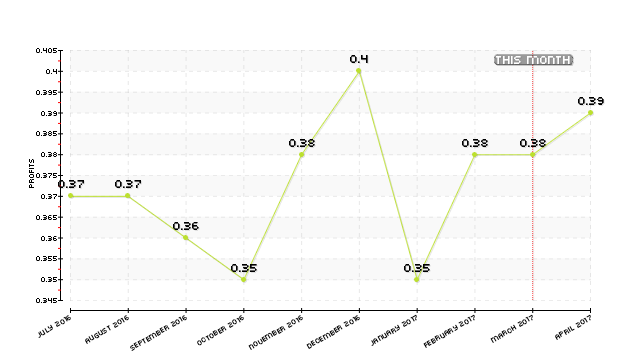 THIS MONTH
0.405
0.4
0.395
0.39
0.385
0.38
0.375
0.37
0.365
0.36
0.355
0.35
0.345
PROFITS
0.37
0.37
0.36
0.35
0.38
0.4
0.35
0.38
0.38
0.39
JULY 2016
AUGUST 2016
SEPTEMBER 2016
OCTOBER 2016
NOVEMBER 2016
DECEMBER 2016
JANUARY 2017
FEBRUARY 2017
MARCH 2017
APRIL 2017